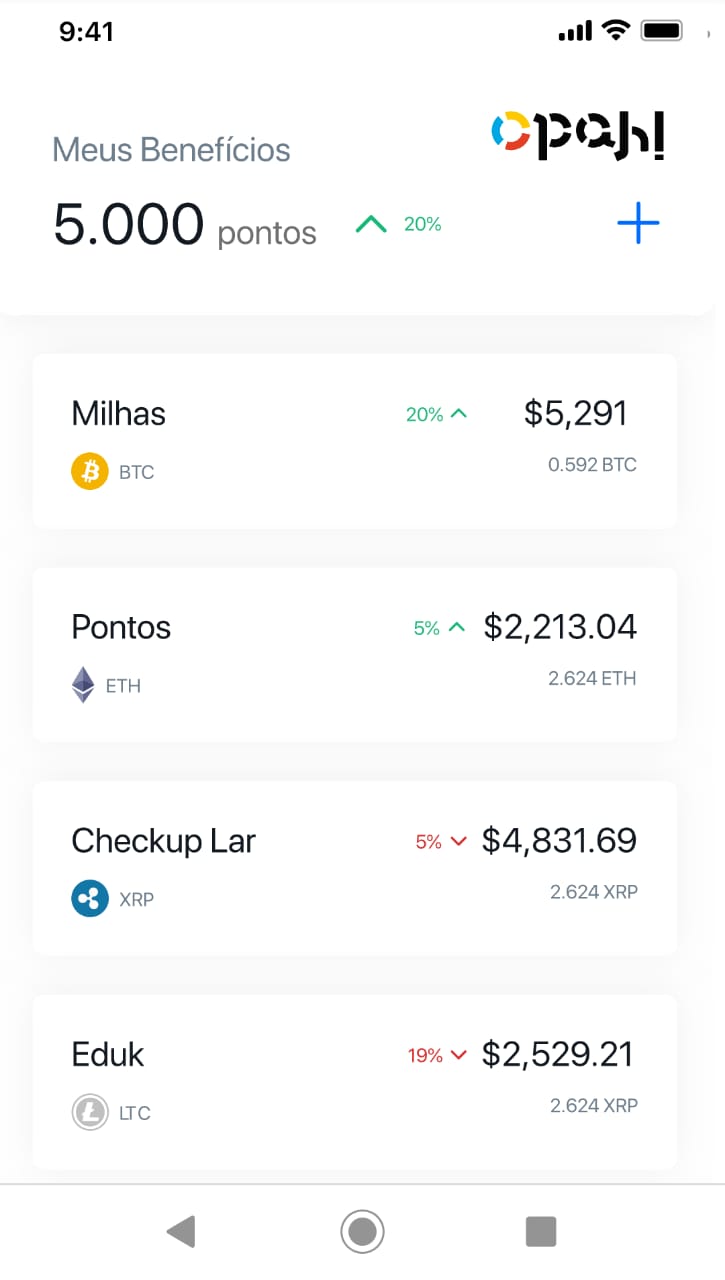 9:41
opah!
Meus Benefícios
5.000 pontos 20%
Milhas 20% $5,291
BTC 0.592 BTC
Pontos 5% $2,213.04
ETH 2.624 ETH
Checkup Lar 5% $4,831.69
XRP 2.624 XRP
Eduk 19% $2,529.21
LTC 2.624 XRP